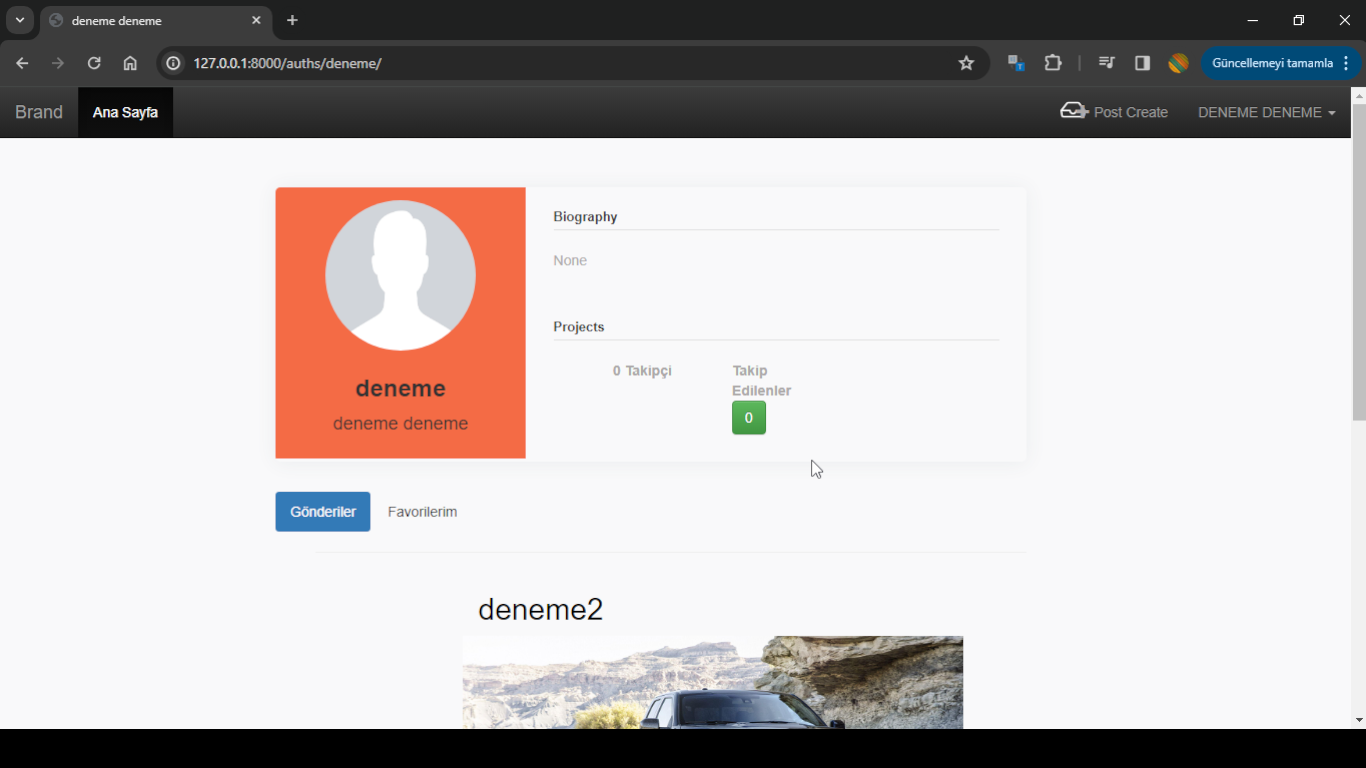 deneme deneme
127.0.0.1:8000/auths/deneme/
Güncellemeyi tamamla
Brand
Ana Sayfa
Post Create
DENEME DENEME
Biography
None
Projects
0 Takipçi
Takip
Edilenler
0
deneme
deneme deneme
Gönderiler
Favorilerim
deneme2